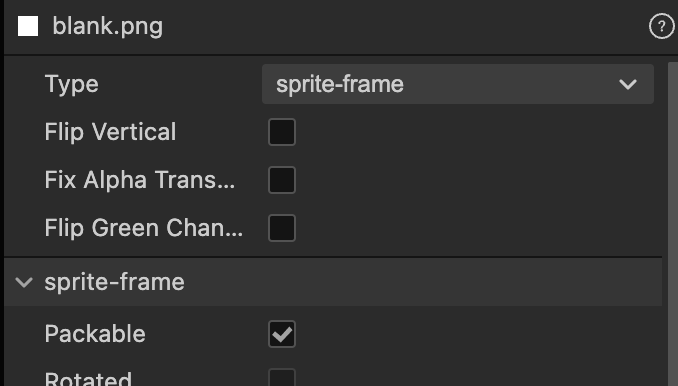 blank.png
?
Type sprite-frame
Flip Vertical
Fix Alpha Trans...
Flip Green Chan...
sprite-frame
Packable
Rotated